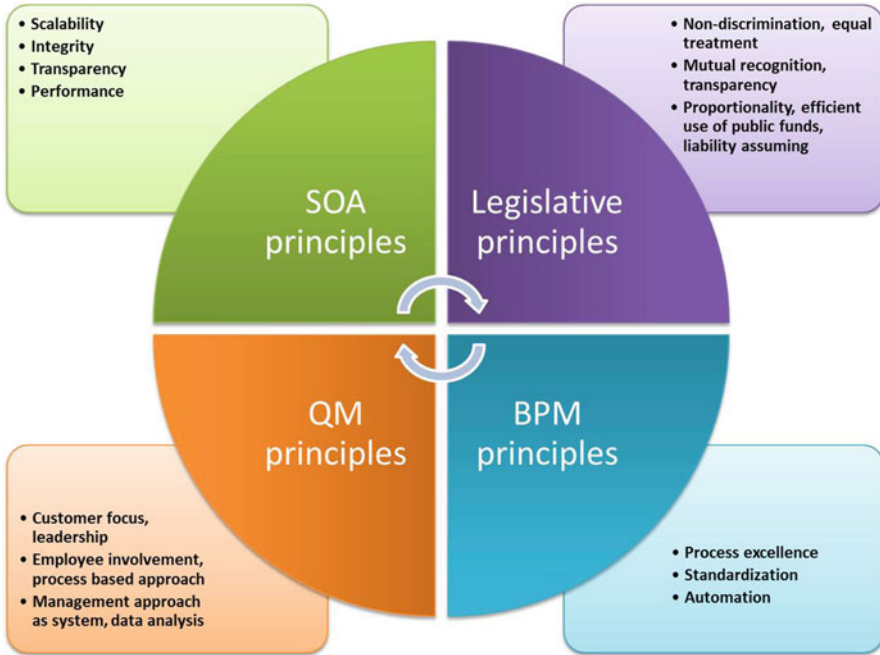 • Scalability
• Integrity
• Transparency
• Performance
• Non-discrimination, equal
treatment
• Mutual recognition,
transparency
• Proportionality, efficient
use of public funds,
liability assuming
SOA
principles
Legislative
principles
QM
principles
BPM
principles
• Customer focus,
leadership
• Employee involvement,
process based approach
• Management approach
as system, data analysis
• Process excellence
• Standardization
• Automation